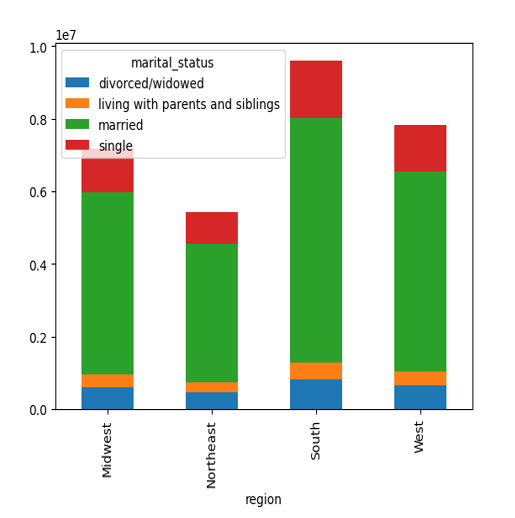 1e7
1.0
0.8
0.6
0.4
0.2
0.0
marital_status
divorced/widowed
living with parents and siblings
married
single
Midwest
Northeast
South
West
region